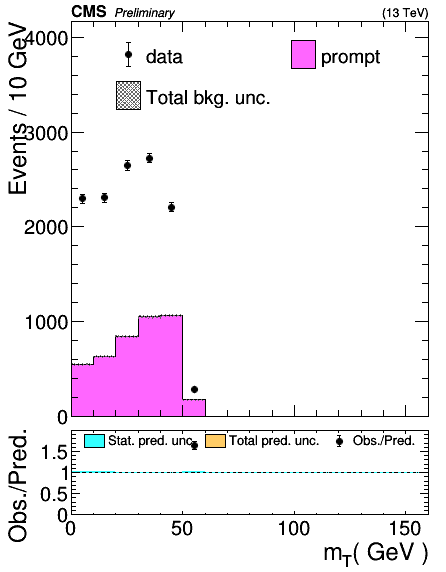 CMS Preliminary (13 TeV)
Events / 10 GeV
4000
3000
2000
1000
0
data
prompt
Total bkg. unc.
Obs./Pred.
1.5
1
0.5
0
Stat. pred. unc.
Total pred. unc.
Obs./Pred.
0 50 100 150
m_T( GeV )